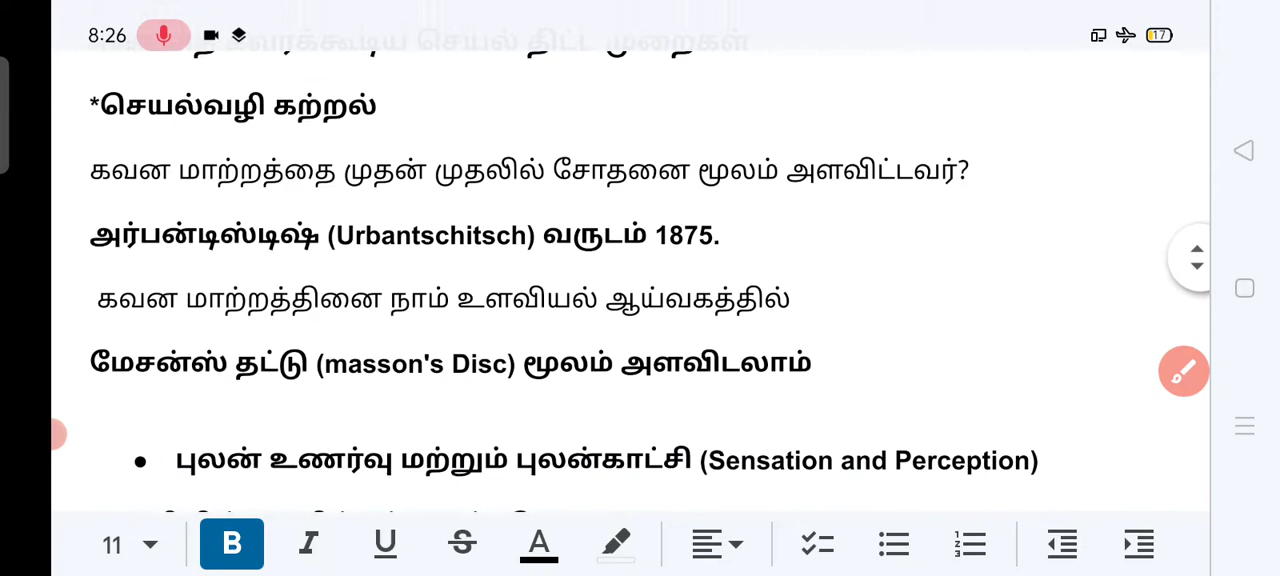 8:26
17
*செயல்வழி கற்றல்
கவன மாற்றத்தை முதன் முதலில் சோதனை மூலம் அளவிட்டவர்?
அர்பன்டிஸ்டிஷ் (Urbantschitsch) வருடம் 1875.
கவன மாற்றத்தினை நாம் உளவியல் ஆய்வகத்தில்
மேசன்ஸ் தட்டு (masson's Disc) மூலம் அளவிடலாம்
● புலன் உணர்வு மற்றும் புலன்காட்சி (Sensation and Perception)
11 B I U S A